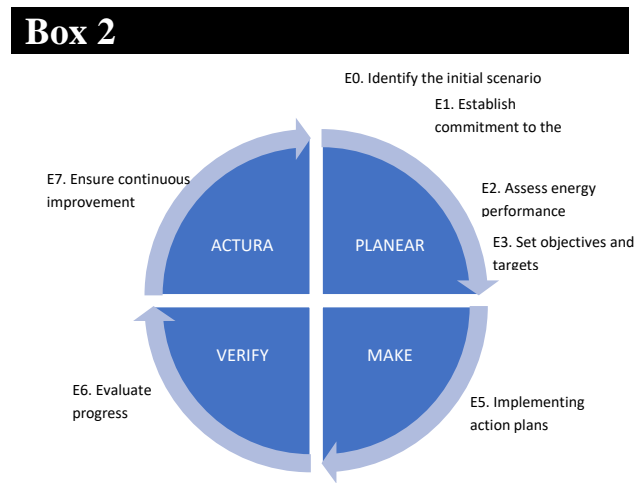 Box 2
E0. Identify the initial scenario
E1. Establish
commitment to the
E7. Ensure continuous
improvement
E2. Assess energy
performance
ACTURA
PLANEAR
E3. Set objectives and
targets
VERIFY
MAKE
E6. Evaluate
progress
E5. Implementing
action plans